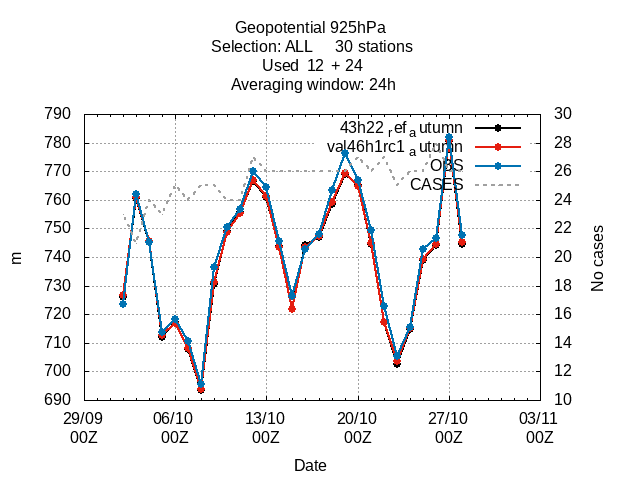 Geopotential 925hPa
Selection: ALL 30 stations
Used 12 + 24
Averaging window: 24h
790 30
43h22_ref_autumn
780 28
val46h1rc1_autumn
770 OBS 26
CASES
760 24
750 22
740 20
730 18
720 16
710 14
700 12
690 10
m
No cases
29/09 06/10 13/10 20/10 27/10 03/11
00Z 00Z 00Z 00Z 00Z 00Z
Date